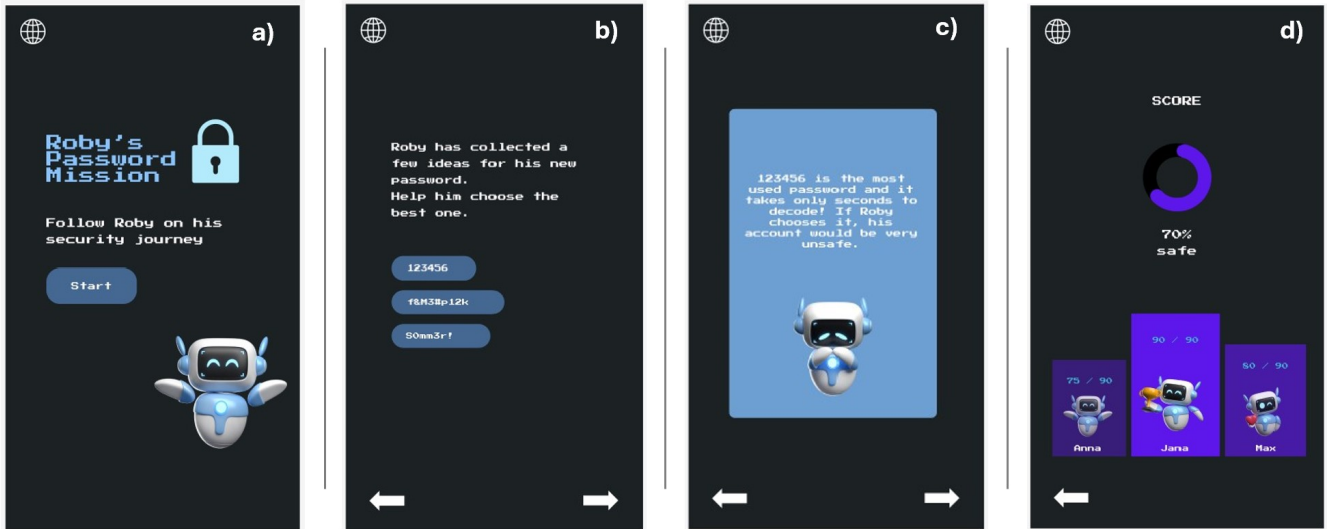 a)
Roby's
Password
Mission
Follow Roby on his
security journey
Start
b)
Roby has collected a
few ideas for his new
password.
Help him choose the
best one.
123456
f&M3#p12k
S0mm3r!
c)
123456 is the most
used password and it
takes only seconds to
decode! If Roby
chooses it, his
account would be very
unsafe.
d)
SCORE
70%
safe
75 / 90
90 / 90
80 / 90
Anna
Jana
Max